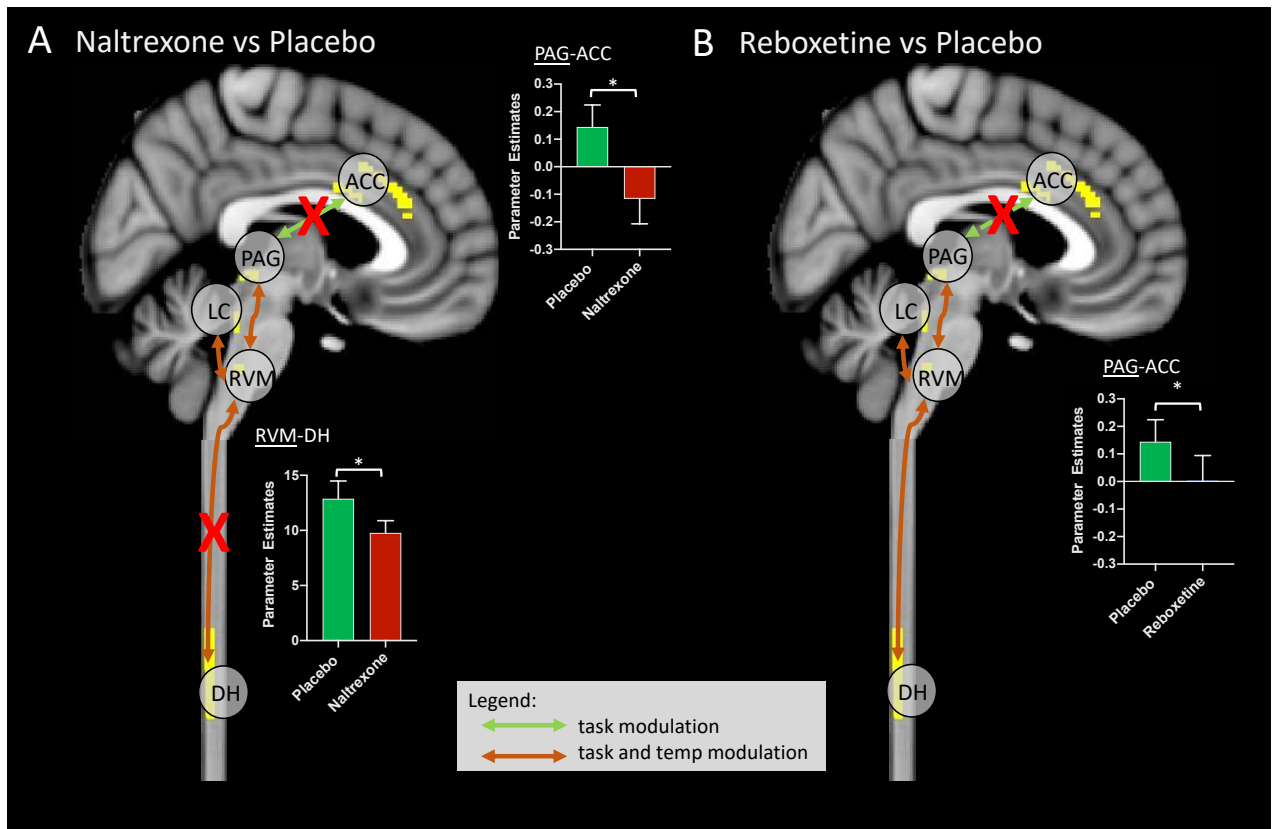 A Naltrexone vs Placebo
PAG-ACC
*
Parameter Estimates
0.3
0.2
0.1
0.0
-0.1
-0.2
-0.3
Placebo
Naltrexone
ACC
X
PAG
LC
RVM
RVM-DH
*
Parameter Estimates
15
10
5
0
Placebo
Naltrexone
X
DH
B Reboxetine vs Placebo
ACC
X
PAG
LC
RVM
PAG-ACC
*
Parameter Estimates
0.3
0.2
0.1
0.0
-0.1
-0.2
-0.3
Placebo
Reboxetine
DH
Legend:
task modulation
task and temp modulation